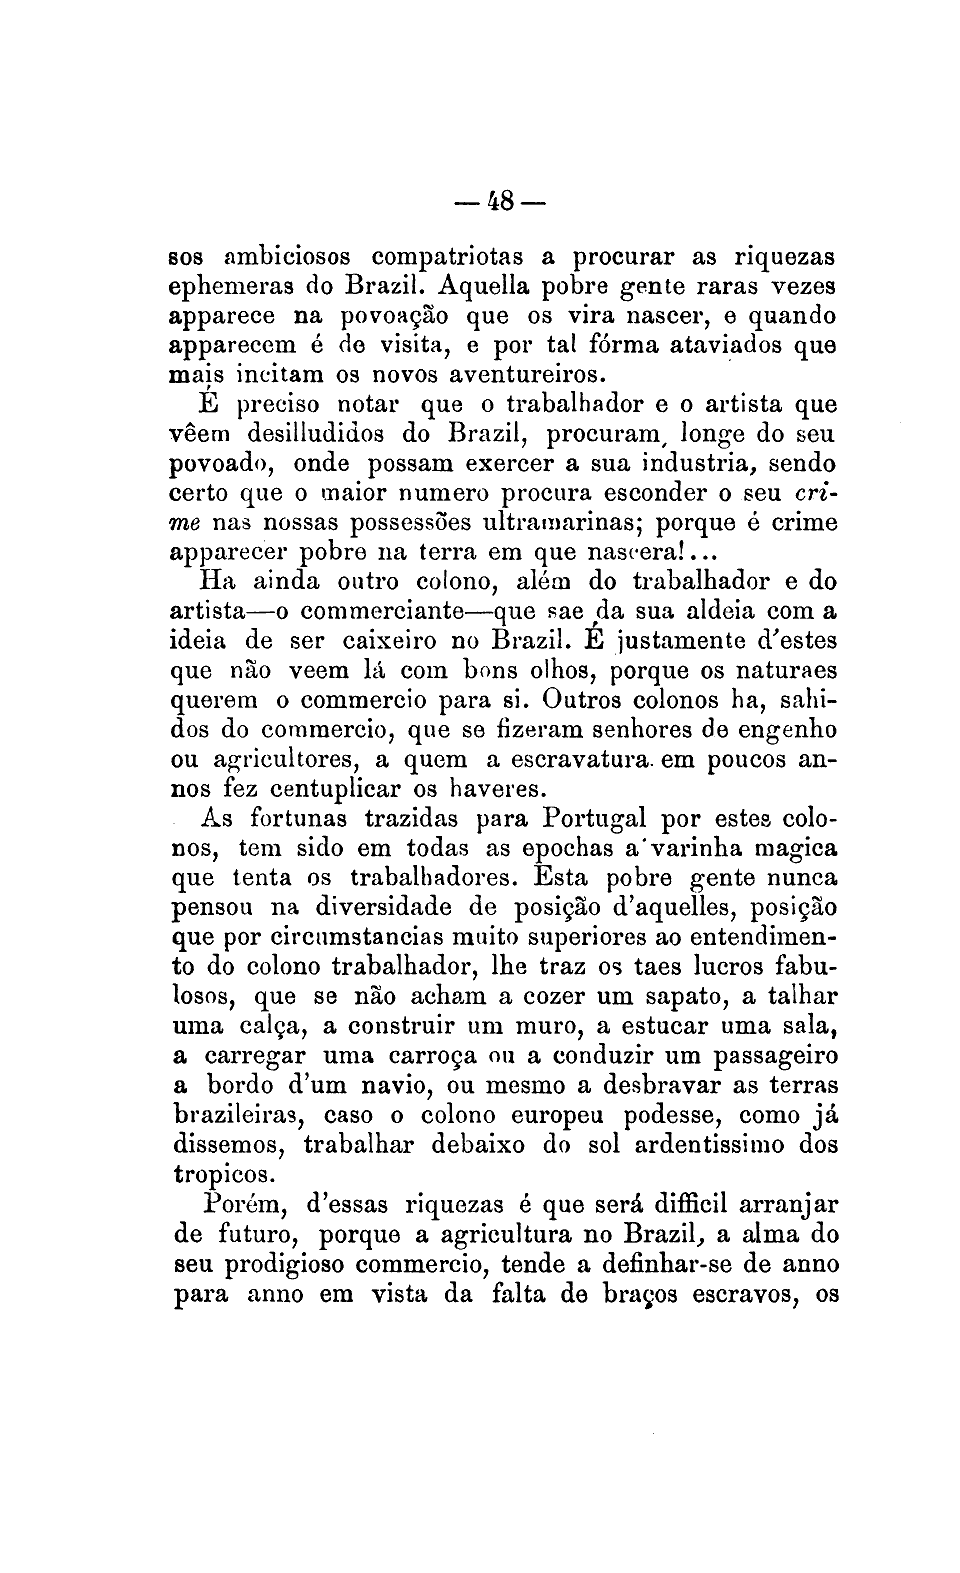 — 48 —
sos ambiciosos compatriotas a procurar as riquezas
ephemeras do Brazil. Aquella pobre gente raras vezes
apparece na povoação que os vira nascer, e quando
apparecem é de visita, e por tal fórma ataviados que
mais incitam os novos aventureiros.
É preciso notar que o trabalhador e o artista que
vêem desilludidos do Brazil, procuram, longe do seu
povoado, onde possam exercer a sua industria, sendo
certo que o maior numero procura esconder o seu cri-
me nas nossas possessões ultramarinas; porque é crime
apparecer pobre na terra em que nascera!...
Ha ainda outro colono, além do trabalhador e do
artista—o commerciante—que sae da sua aldeia com a
ideia de ser caixeiro no Brazil. É justamente d'estes
que não veem lá com bons olhos, porque os naturaes
querem o commercio para si. Outros colonos ha, sahi-
dos do commercio, que se fizeram senhores de engenho
ou agricultores, a quem a escravatura em poucos an-
nos fez centuplicar os haveres.
As fortunas trazidas para Portugal por estes colo-
nos, tem sido em todas as epochas a varinha magica
que tenta os trabalhadores. Esta pobre gente nunca
pensou na diversidade de posição d'aquelles, posição
que por circumstancias muito superiores ao entendimen-
to do colono trabalhador, lhe traz os taes lucros fabu-
losos, que se não acham a cozer um sapato, a talhar
uma calça, a construir um muro, a estucar uma sala,
a carregar uma carroça ou a conduzir um passageiro
a bordo d'um navio, ou mesmo a desbravar as terras
brazileiras, caso o colono europeu podesse, como já
dissemos, trabalhar debaixo do sol ardentissimo dos
tropicos.
Porém, d'essas riquezas é que será difficil arranjar
de futuro, porque a agricultura no Brazil, a alma do
seu prodigioso commercio, tende a definhar-se de anno
para anno em vista da falta de braços escravos, os